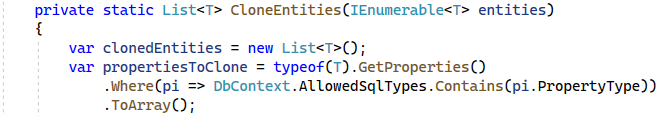 private static List<T> CloneEntities(IEnumerable<T> entities)
{
var clonedEntities = new List<T>();
var propertiesToClone = typeof(T).GetProperties()
.Where(pi => DbContext.AllowedSqlTypes.Contains(pi.PropertyType))
.ToArray();